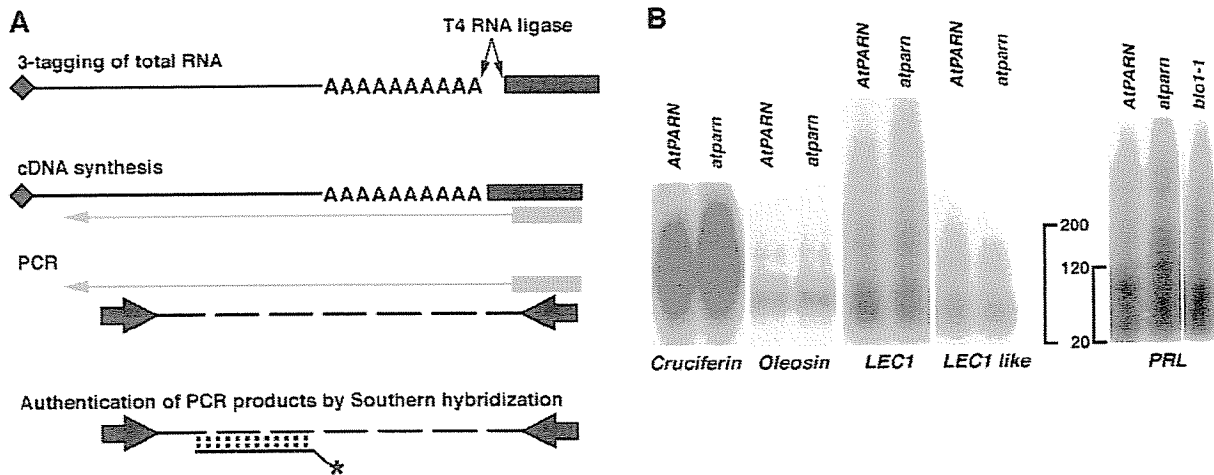 A
T4 RNA ligase
3-tagging of total RNA
AAAAAAAAAA
cDNA synthesis
AAAAAAAAAA
PCR
Authentication of PCR products by Southern hybridization
*
B
AtPARN atparn AtPARN atparn AtPARN atparn AtPARN atparn AtPARN atparn blo1-1
200
120
20
Cruciferin Oleosin LEC1 LEC1 like PRL